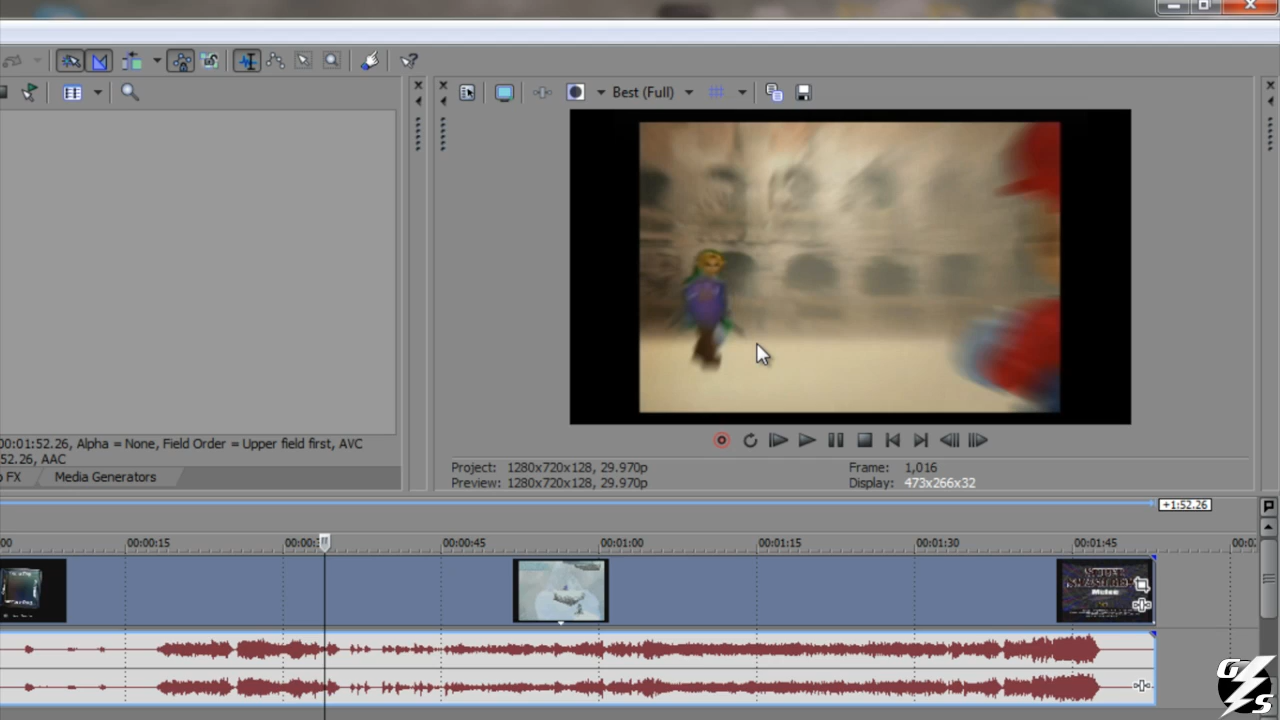 Best (Full)
00:01:52.26, Alpha = None, Field Order = Upper field first, AVC
52.26, AAC
FX
Media Generators
Project: 1280x720x128, 29.970p
Preview: 1280x720x128, 29.970p
Frame: 1,016
Display: 473x266x32
+1:52.26
00:00:15
00:00:45
00:01:00
00:01:15
00:01:30
00:01:45
Melee
G
S